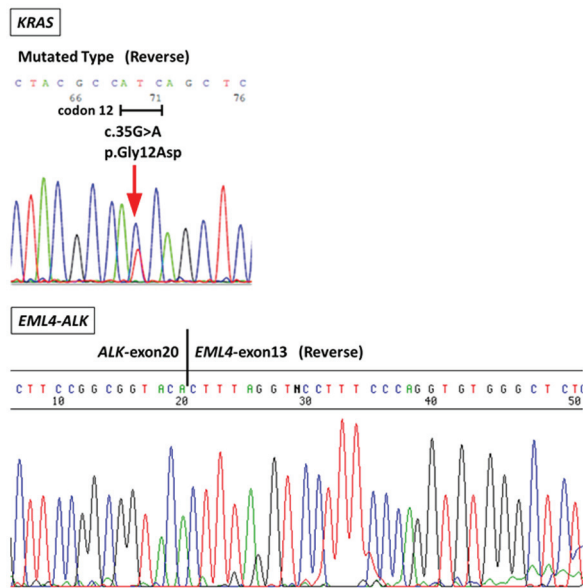 KRAS
Mutated Type (Reverse)
C T A C G C C A T C A G C T C
66 71 76
codon 12
c.35G>A
p.Gly12Asp
EML4-ALK
ALK-exon20 EML4-exon13 (Reverse)
C T T C C G G C G G T A C A C T T T A G G T N C C T T T C C C A G G T G T G G G C T C T C
10 20 30 40 50